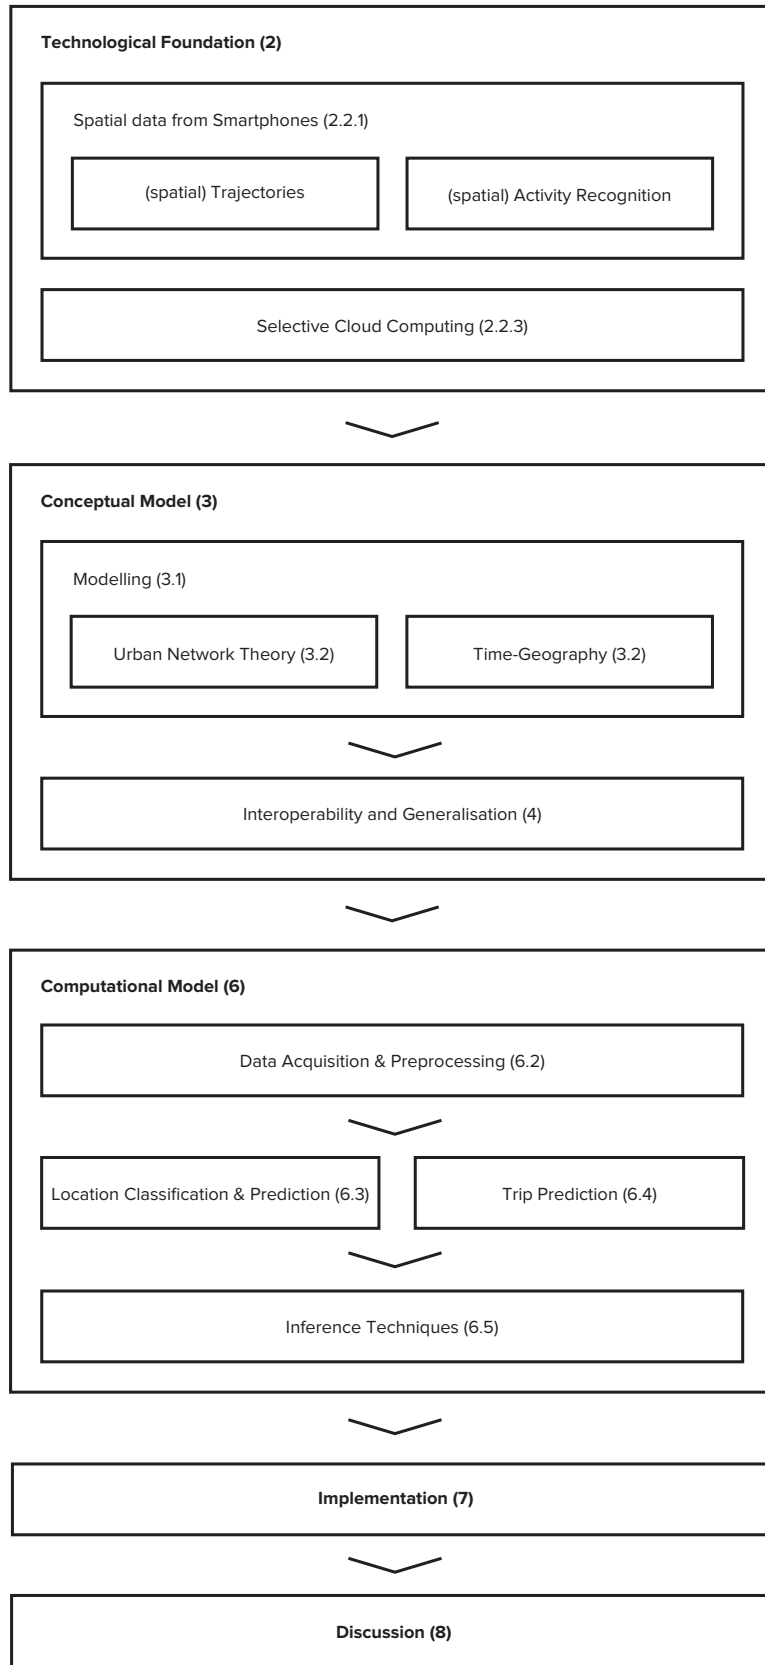 Technological Foundation (2)
Spatial data from Smartphones (2.2.1)
(spatial) Trajectories
(spatial) Activity Recognition
Selective Cloud Computing (2.2.3)
Conceptual Model (3)
Modelling (3.1)
Urban Network Theory (3.2)
Time-Geography (3.2)
Interoperability and Generalisation (4)
Computational Model (6)
Data Acquisition & Preprocessing (6.2)
Location Classification & Prediction (6.3)
Trip Prediction (6.4)
Inference Techniques (6.5)
Implementation (7)
Discussion (8)